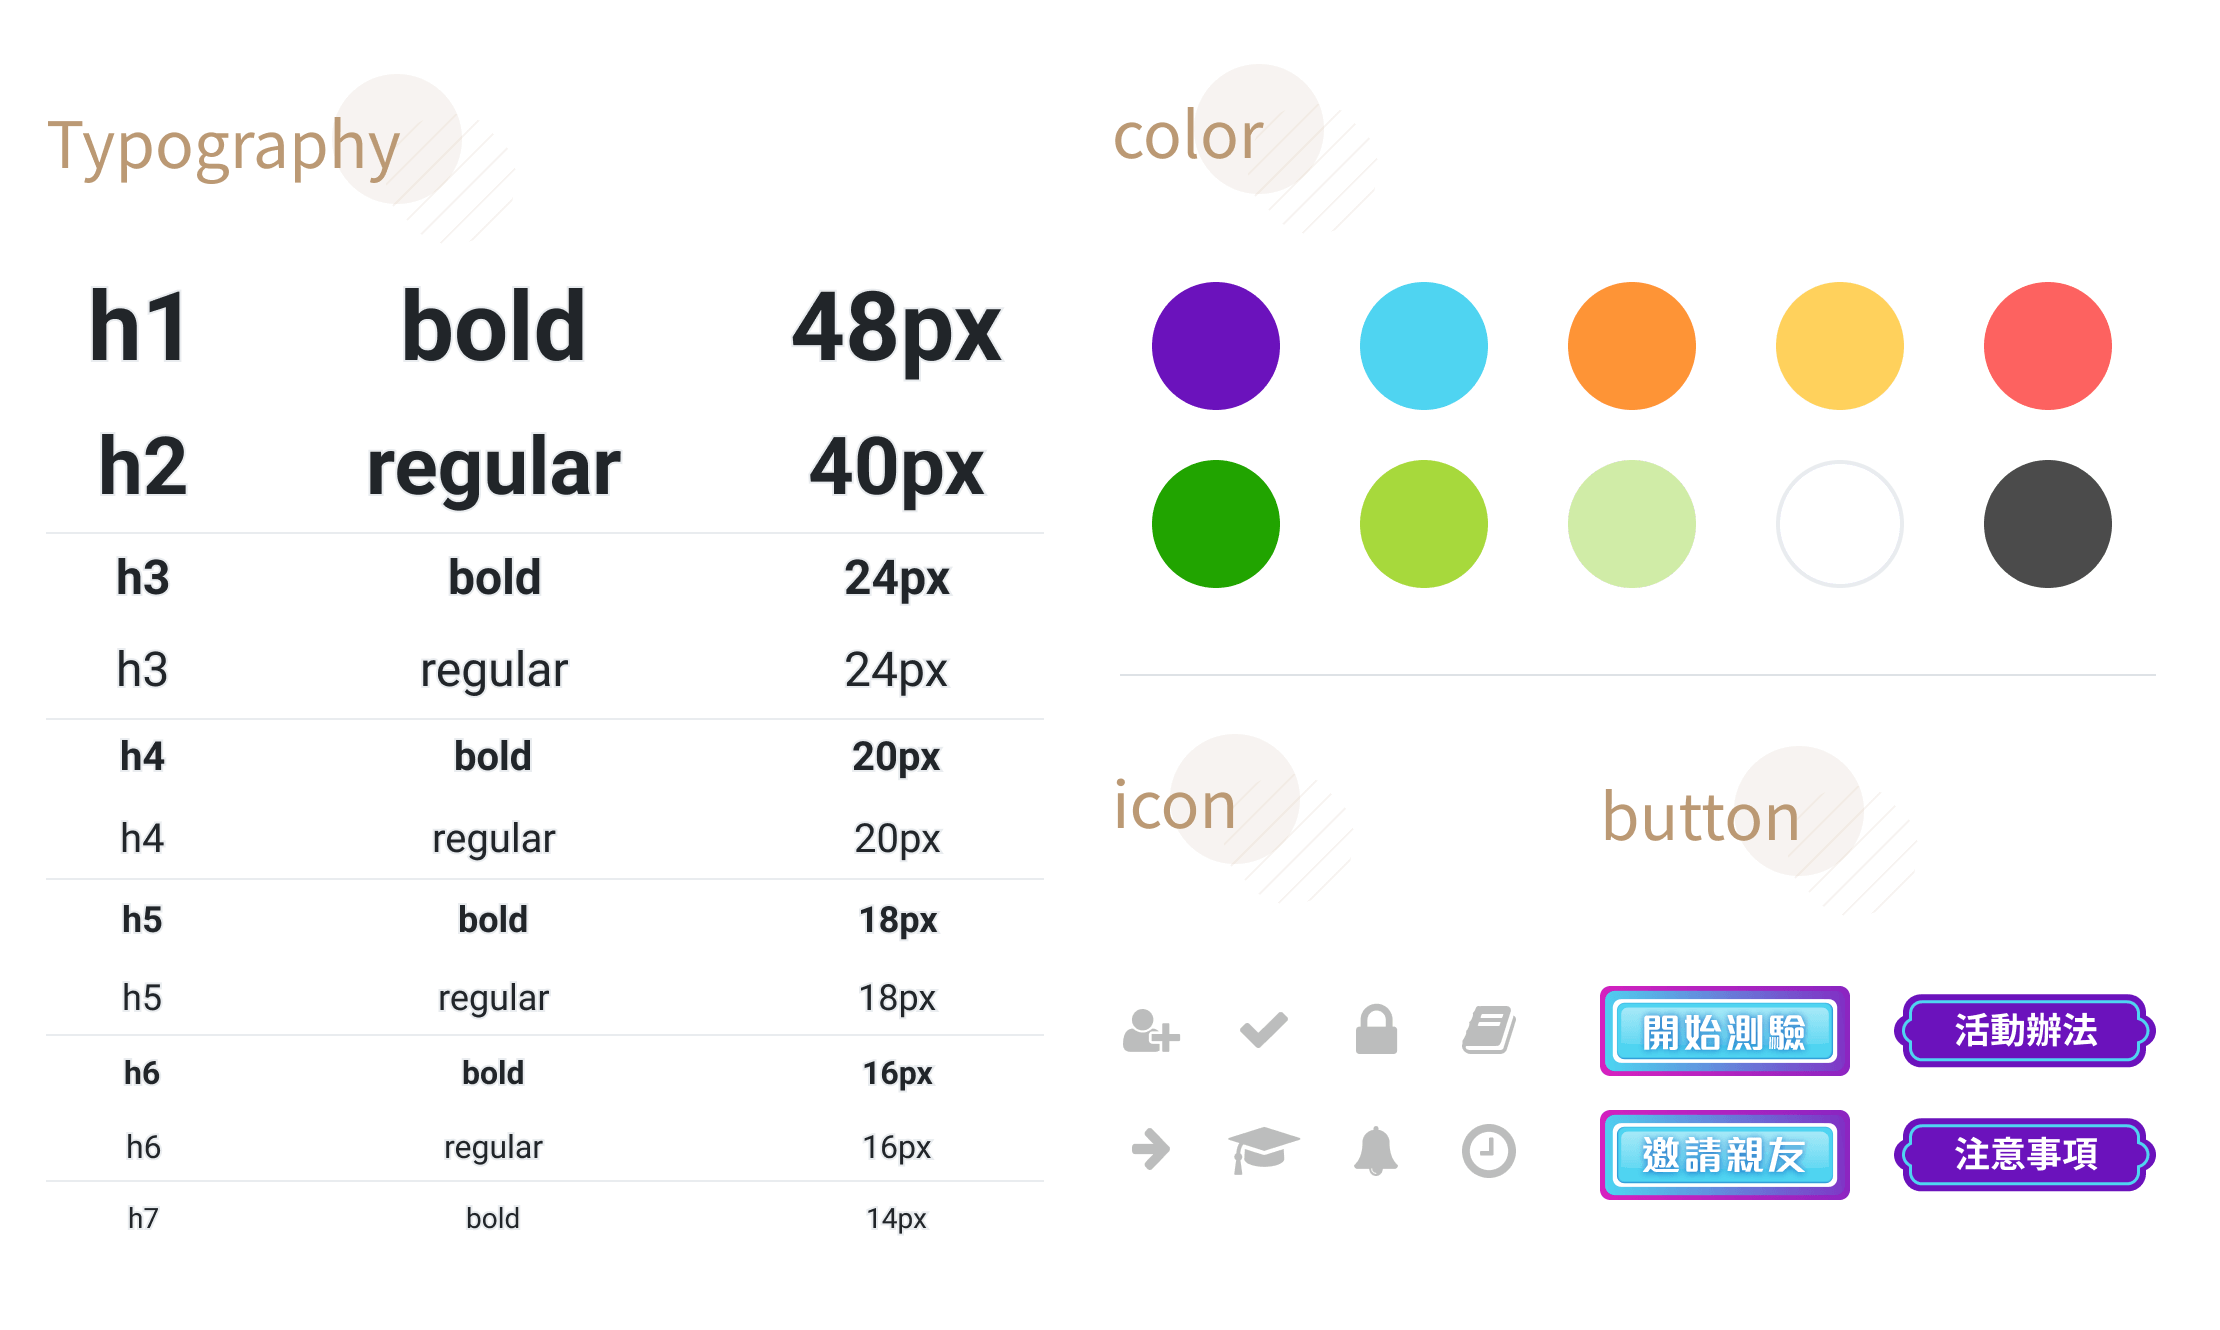 Typography
h1 bold 48px
h2 regular 40px
h3 bold 24px
h3 regular 24px
h4 bold 20px
h4 regular 20px
h5 bold 18px
h5 regular 18px
h6 bold 16px
h6 regular 16px
h7 bold 14px
color
icon
button
開始測驗 活動辦法
邀請親友 注意事項